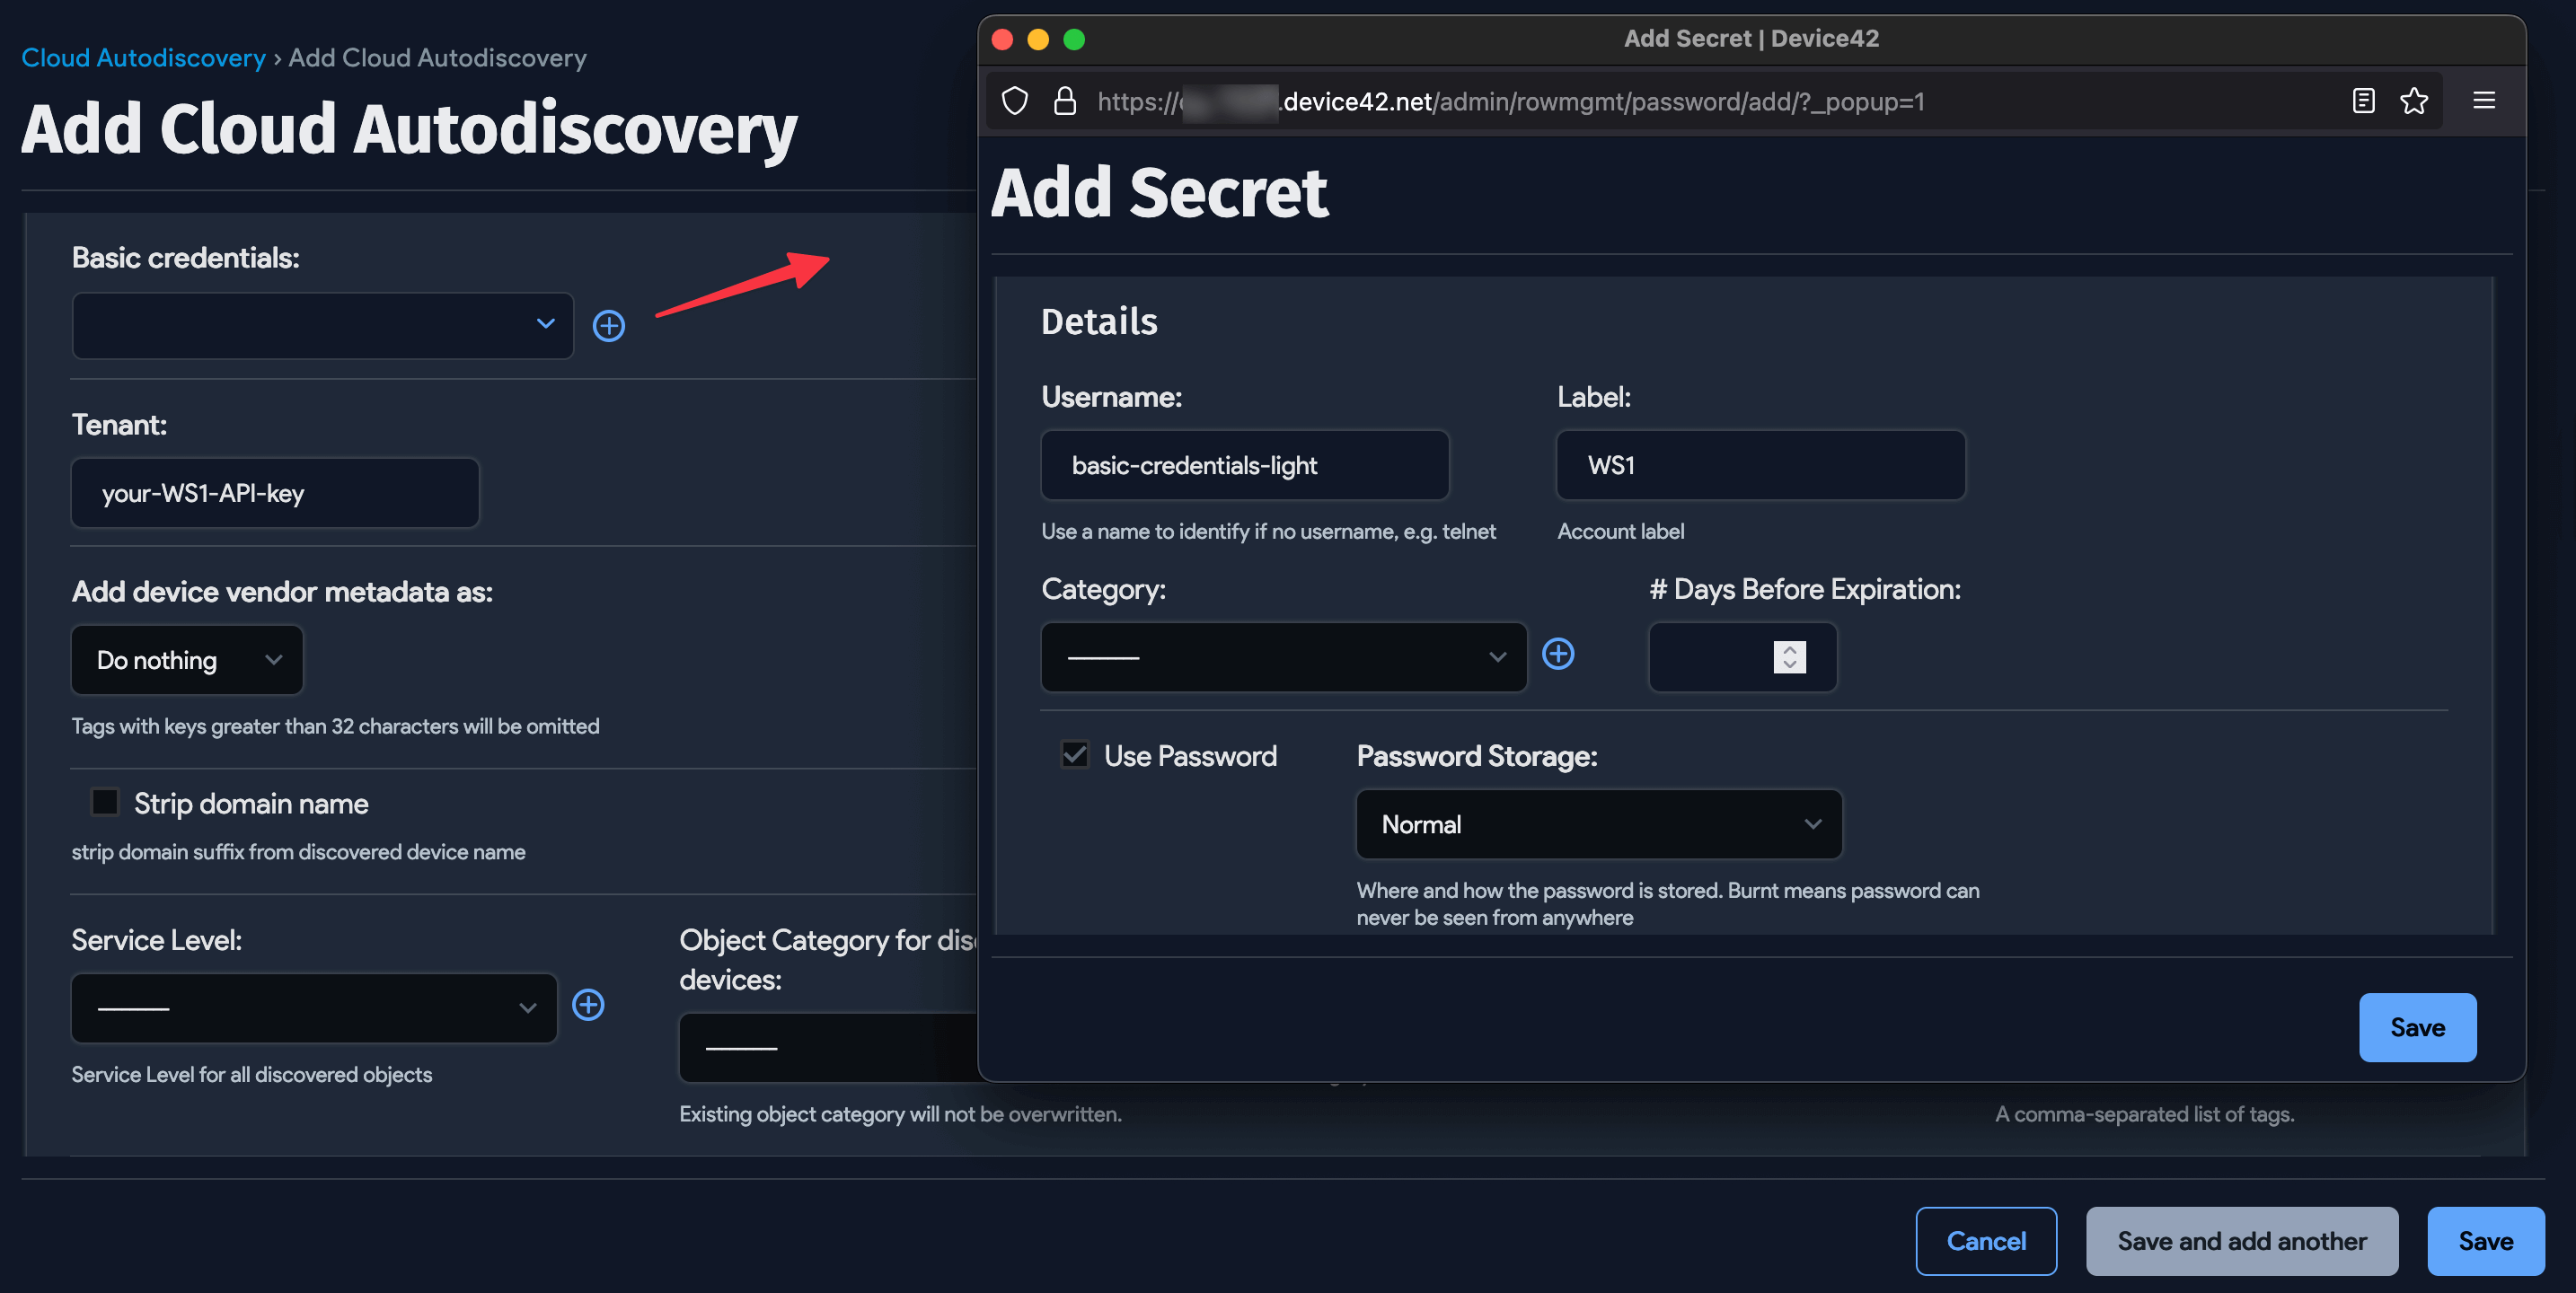 Cloud Autodiscovery › Add Cloud Autodiscovery
Add Cloud Autodiscovery
Basic credentials:
Tenant:
your-WS1-API-key
Add device vendor metadata as:
Do nothing
Tags with keys greater than 32 characters will be omitted
Strip domain name
strip domain suffix from discovered device name
Service Level:
Service Level for all discovered objects
Object Category for
devices:
Existing object category will not be overwritten.
A comma-separated list of tags.
Cancel
Save and add another
Save
Add Secret | Device42
https://.device42.net/admin/rowmgmt/password/add/?_popup=1
Add Secret
Details
Username:
basic-credentials-light
Use a name to identify if no username, e.g. telnet
Label:
WS1
Account label
Category:
# Days Before Expiration:
Use Password
Password Storage:
Normal
Where and how the password is stored. Burnt means password can
never be seen from anywhere
Save